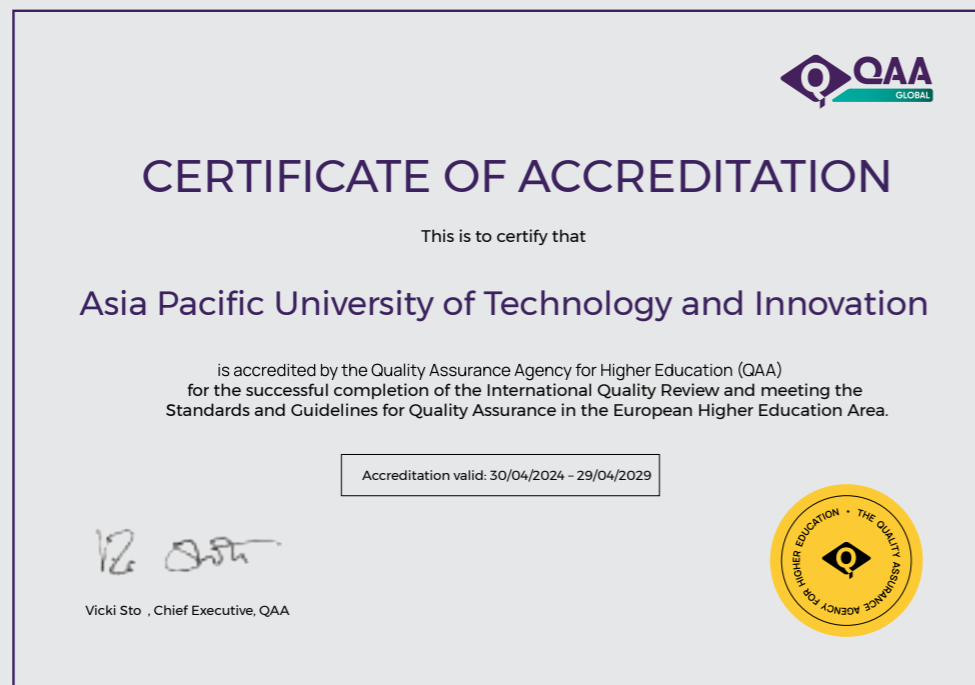 QAA
GLOBAL
CERTIFICATE OF ACCREDITATION
This is to certify that
Asia Pacific University of Technology and Innovation
is accredited by the Quality Assurance Agency for Higher Education (QAA)
for the successful completion of the International Quality Review and meeting the
Standards and Guidelines for Quality Assurance in the European Higher Education Area.
Accreditation valid: 30/04/2024 – 29/04/2029
Vicki Sto , Chief Executive, QAA
THE QUALITY ASSURANCE AGENCY FOR HIGHER EDUCATION •